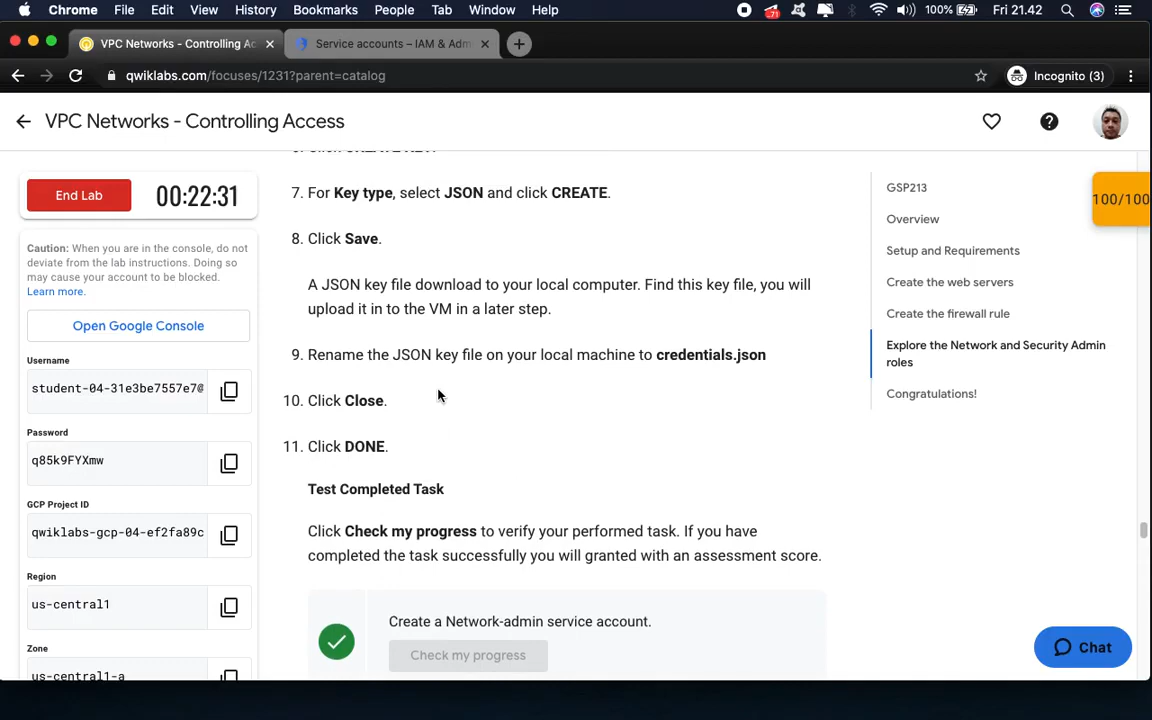 Chrome File Edit View History Bookmarks People Tab Window Help 71 100% Fri 21.42
VPC Networks - Controlling Ac
Service accounts – IAM & Adm
qwiklabs.com/focuses/1231?parent=catalog
Incognito (3)
VPC Networks - Controlling Access
End Lab
00:22:31
Caution: When you are in the console, do not
deviate from the lab instructions. Doing so
may cause your account to be blocked.
Learn more.
Open Google Console
Username
student-04-31e3be7557e7@
Password
q85k9FYXmw
GCP Project ID
qwiklabs-gcp-04-ef2fa89c
Region
us-central1
Zone
us-central1-a
7. For Key type, select JSON and click CREATE.
8. Click Save.
A JSON key file download to your local computer. Find this key file, you will
upload it in to the VM in a later step.
9. Rename the JSON key file on your local machine to credentials.json
10. Click Close.
11. Click DONE.
Test Completed Task
Click Check my progress to verify your performed task. If you have
completed the task successfully you will granted with an assessment score.
Create a Network-admin service account.
Check my progress
GSP213
Overview
Setup and Requirements
Create the web servers
Create the firewall rule
Explore the Network and Security Admin
roles
Congratulations!
100/100
Chat